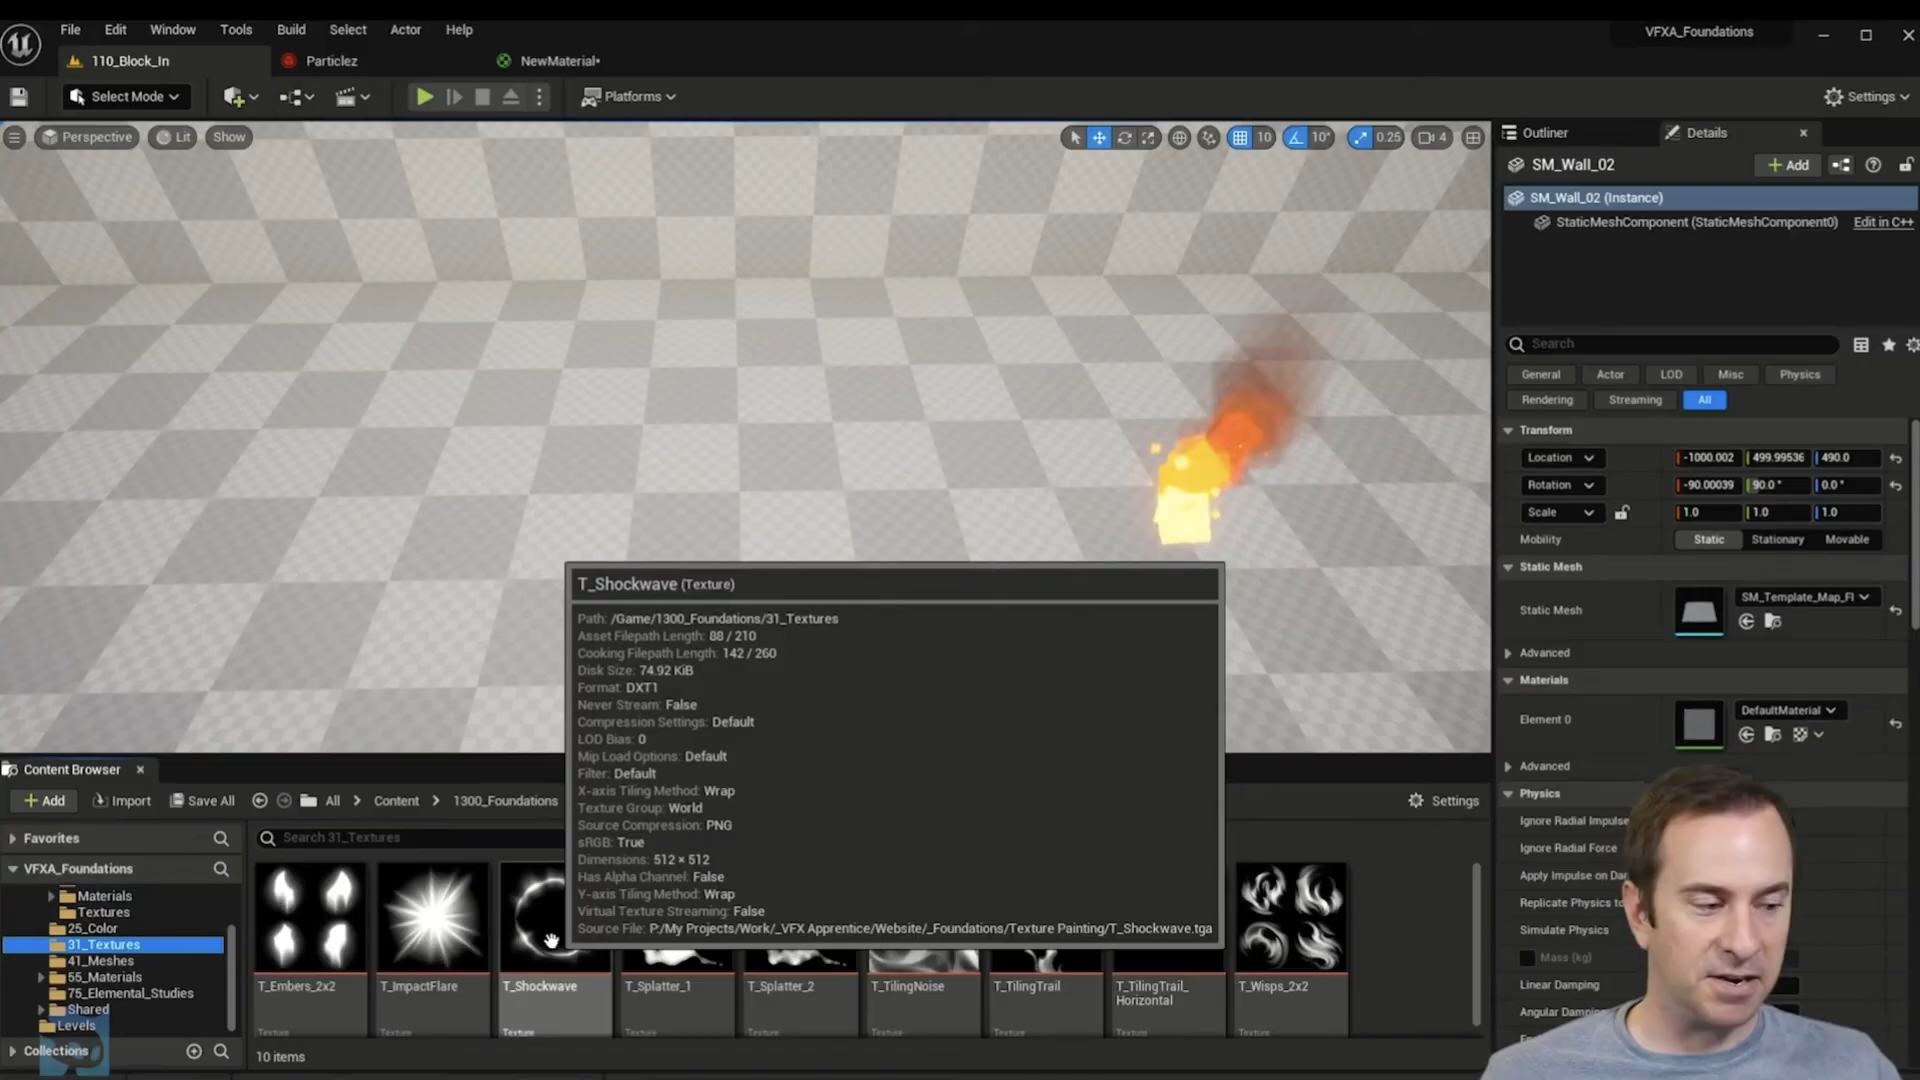 File Edit Window Tools Build Select Actor Help
VFXA_Foundations
110_Block_In
Particlez
NewMaterial•
Select Mode
Platforms
Settings
Perspective
Lit
Show
10
10°
0.25
4
Outliner
Details
SM_Wall_02
Add
SM_Wall_02 (Instance)
StaticMeshComponent (StaticMeshComponent0)
Edit in C++
Search
General
Actor
LOD
Misc
Physics
Rendering
Streaming
All
Transform
Location
-1000.002
499.99536
490.0
Rotation
-90.00039
90.0 °
0.0 °
Scale
1.0
1.0
1.0
Mobility
Static
Stationary
Movable
Static Mesh
Static Mesh
SM_Template_Map_Fl
Advanced
Materials
Element 0
DefaultMaterial
Advanced
Physics
Ignore Radial Impulse
Ignore Radial Force
Apply Impulse on Da
Replicate Physics to
Simulate Physics
Mass (kg)
Linear Damping
Angular Damping
T_Shockwave (Texture)
Path: /Game/1300_Foundations/31_Textures
Asset Filepath Length: 88 / 210
Cooking Filepath Length: 142 / 260
Disk Size: 74.92 KiB
Format: DXT1
Never Stream: False
Compression Settings: Default
LOD Bias: 0
Mip Load Options: Default
Filter: Default
X-axis Tiling Method: Wrap
Texture Group: World
Source Compression: PNG
sRGB: True
Dimensions: 512 × 512
Has Alpha Channel: False
Y-axis Tiling Method: Wrap
Virtual Texture Streaming: False
Source File: P:/My Projects/Work/_VFX Apprentice/Website/_Foundations/Texture Painting/T_Shockwave.tga
Content Browser
Add
Import
Save All
All
Content
1300_Foundations
Settings
Favorites
Search 31_Textures
VFXA_Foundations
Materials
Textures
25_Color
31_Textures
41_Meshes
55_Materials
75_Elemental_Studies
Shared
Levels
Collections
T_Embers_2x2
Texture
T_ImpactFlare
Texture
T_Shockwave
Texture
T_Splatter_1
Texture
T_Splatter_2
Texture
T_TilingNoise
Texture
T_TilingTrail
Texture
T_TilingTrail_
Horizontal
Texture
T_Wisps_2x2
Texture
10 items